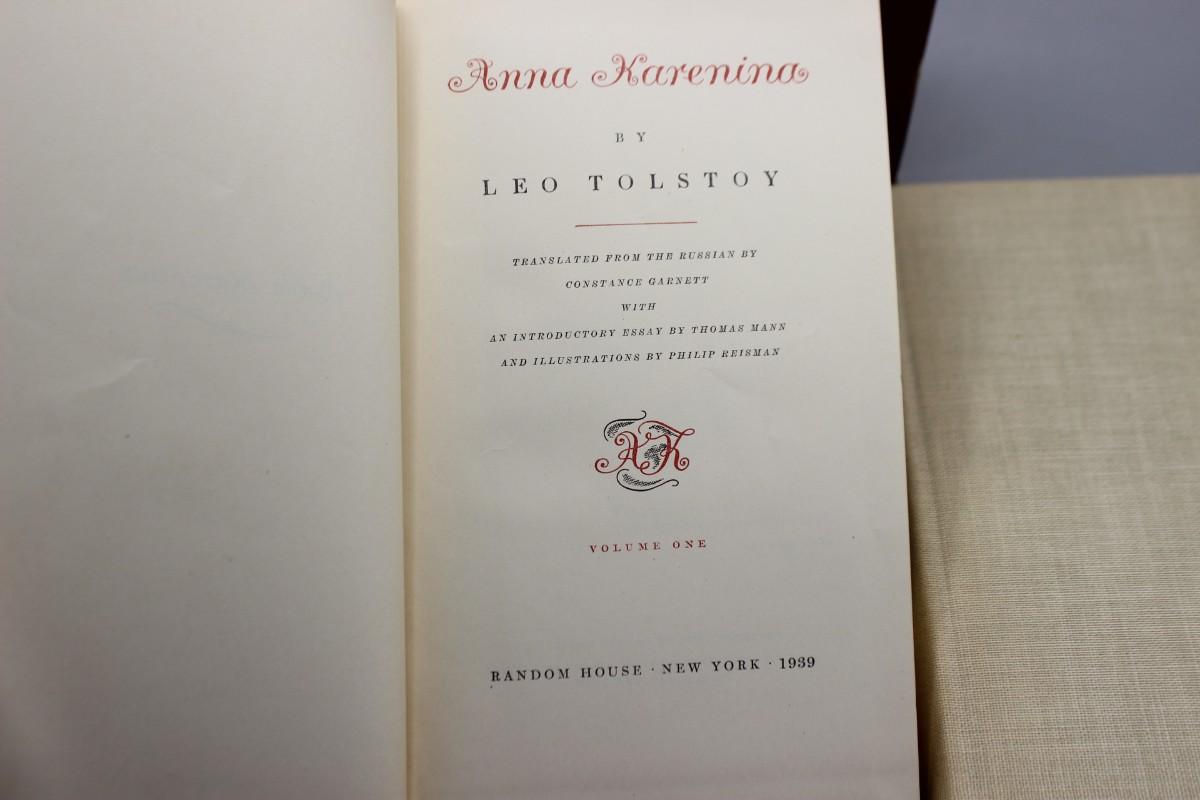 Anna Karenina
BY
LEO TOLSTOY
TRANSLATED FROM THE RUSSIAN BY
CONSTANCE GARNETT
WITH
AN INTRODUCTORY ESSAY BY THOMAS MANN
AND ILLUSTRATIONS BY PHILIP REISMAN
AK
VOLUME ONE
RANDOM HOUSE · NEW YORK · 1939